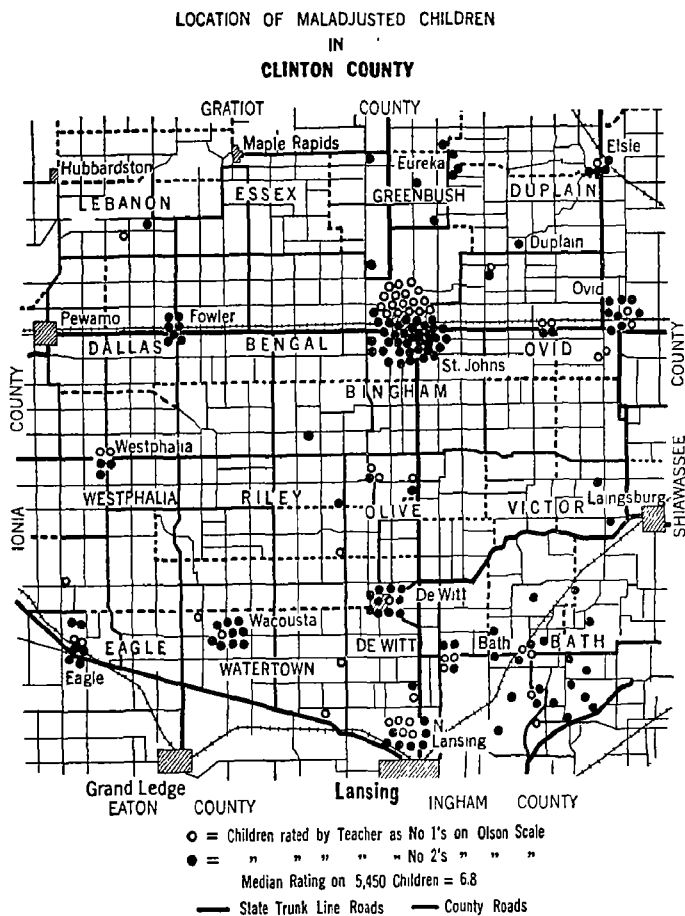 LOCATION OF MALADJUSTED CHILDREN
IN
CLINTON COUNTY
GRATIOT COUNTY
Maple Rapids
Elsie
Eureka
Hubbardston
ESSEX
GREENBUSH
DUPLAIN
LEBANON
Duplain
Ovid
Pewamo
Fowler
DALLAS
BENGAL
OVID
St. Johns
BINGHAM
COUNTY
COUNTY
Westphalia
WESTPHALIA
RILEY
OLIVE
VICTOR
Laingsburg
IONIA
SHIAWASSEE
De Witt
Wacousta
EAGLE
DE WITT
Bath
BATH
WATERTOWN
Eagle
N.
Lansing
Grand Ledge
Lansing
EATON COUNTY
INGHAM COUNTY
= Children rated by Teacher as No 1's on Olson Scale
= " " " " " No 2's " " "
Median Rating on 5,450 Children = 6.8
State Trunk Line Roads County Roads